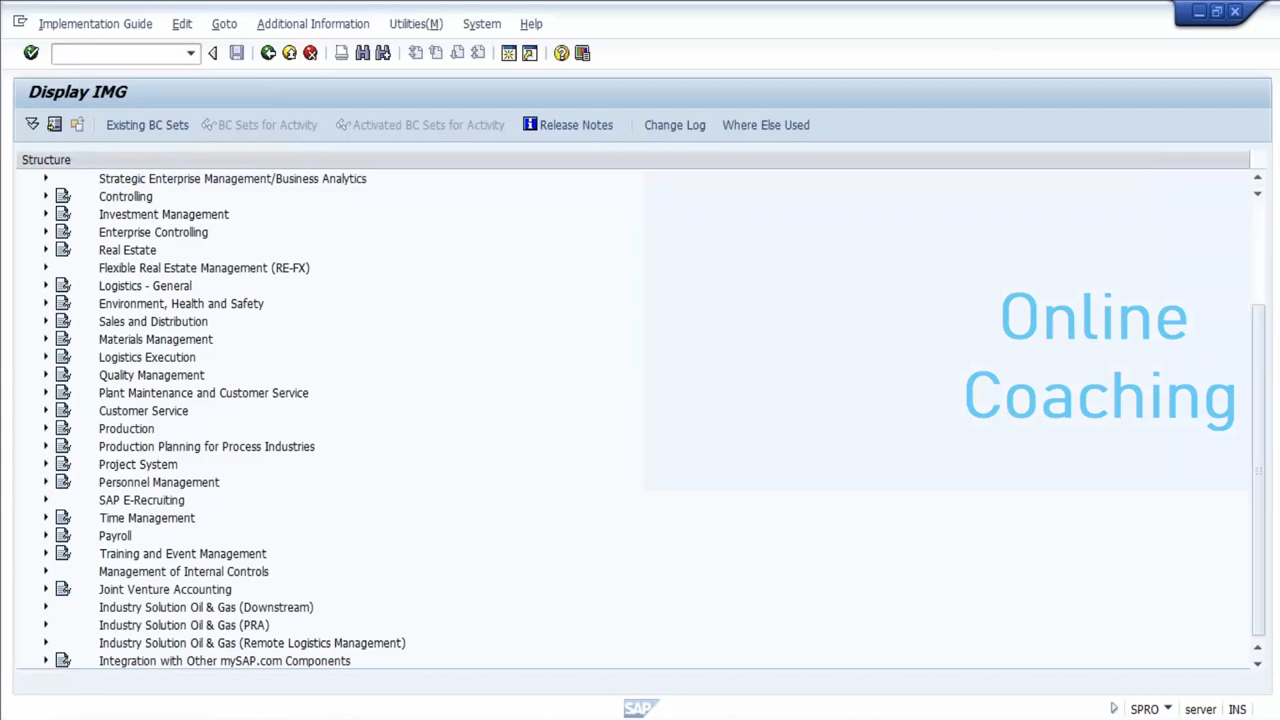 Implementation Guide Edit Goto Additional Information Utilities(M) System Help
Display IMG
Existing BC Sets BC Sets for Activity Activated BC Sets for Activity Release Notes Change Log Where Else Used
Structure
Strategic Enterprise Management/Business Analytics
Controlling
Investment Management
Enterprise Controlling
Real Estate
Flexible Real Estate Management (RE-FX)
Logistics - General
Environment, Health and Safety
Sales and Distribution
Materials Management
Logistics Execution
Quality Management
Plant Maintenance and Customer Service
Customer Service
Production
Production Planning for Process Industries
Project System
Personnel Management
SAP E-Recruiting
Time Management
Payroll
Training and Event Management
Management of Internal Controls
Joint Venture Accounting
Industry Solution Oil & Gas (Downstream)
Industry Solution Oil & Gas (PRA)
Industry Solution Oil & Gas (Remote Logistics Management)
Integration with Other mySAP.com Components
Online
Coaching
SAP SPRO server INS